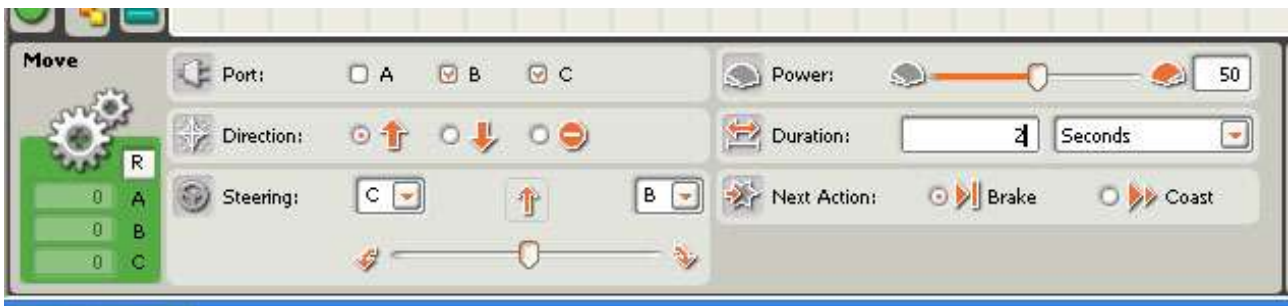 Move
Port: A B C
Power: 50
Direction:
Duration: 2 Seconds
R
0 A
Steering: C B
Next Action: Brake Coast
0 B
0 C